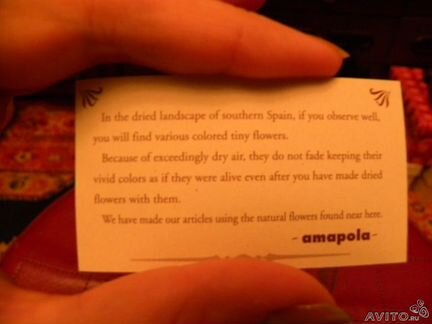 In the dried landscape of southern Spain, if you observe well,
you will find various colored tiny flowers.
Because of exceedingly dry air, they do not fade keeping their
vivid colors as if they were alive even after you have made dried
flowers with them.
We have made our articles using the natural flowers found near here.
- amapola -
AVITO.RU